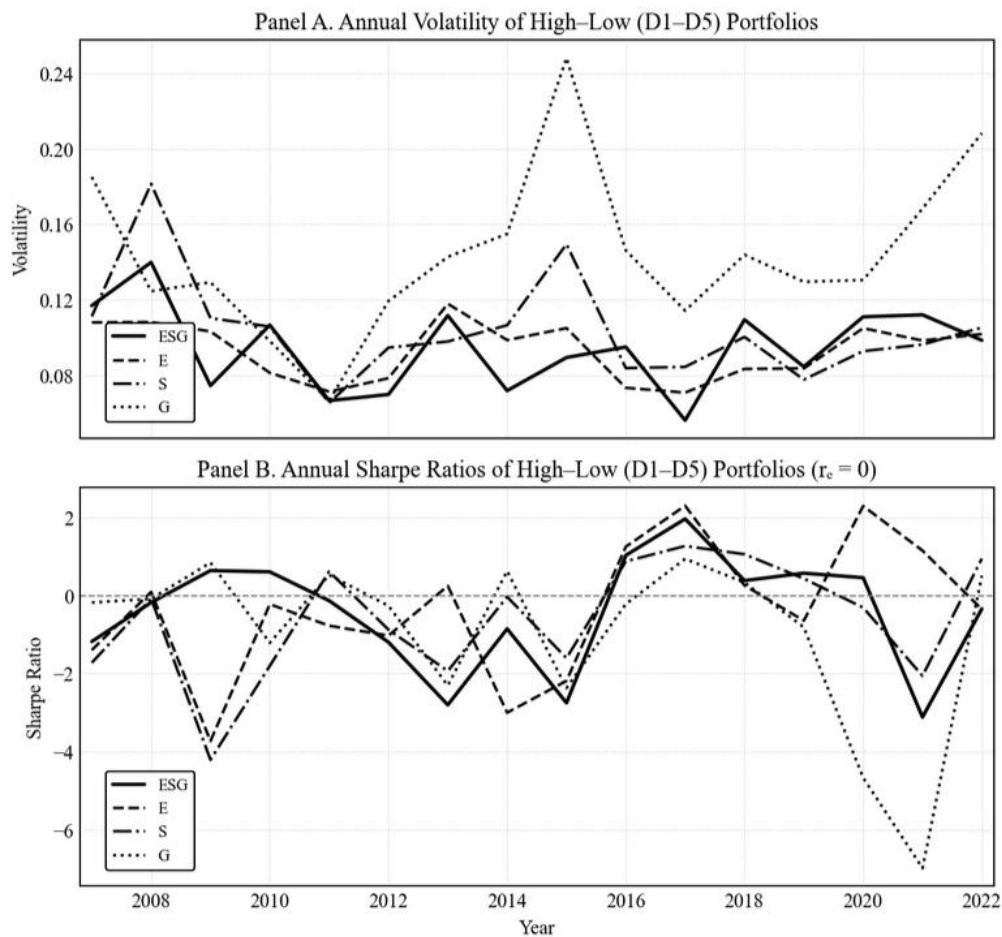 Panel A. Annual Volatility of High–Low (D1–D5) Portfolios
0.24
0.20
0.16
0.12
0.08
Volatility
ESG
E
S
G
Panel B. Annual Sharpe Ratios of High–Low (D1–D5) Portfolios (rₑ = 0)
2
0
−2
−4
−6
Sharpe Ratio
ESG
E
S
G
2008 2010 2012 2014 2016 2018 2020 2022
Year